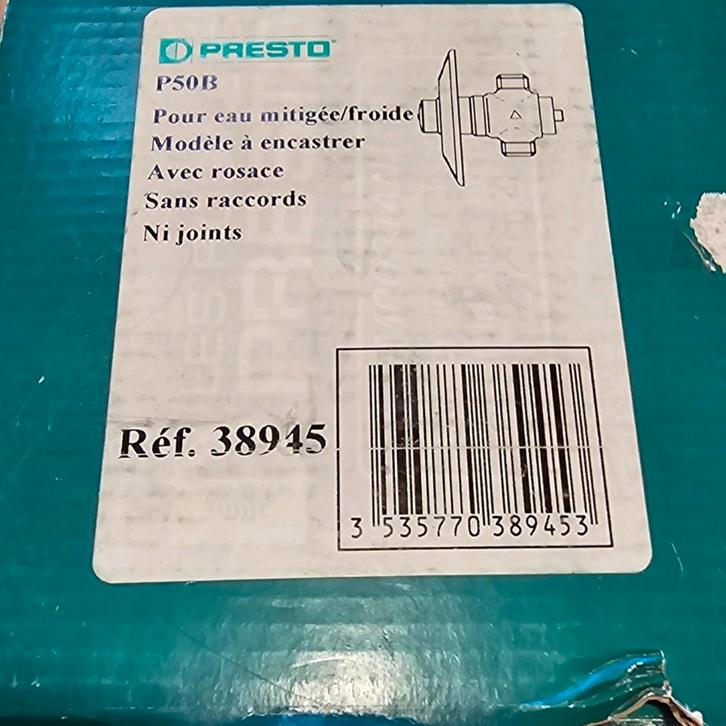 PRESTO
P50B
Pour eau mitigée/froide
Modèle à encastrer
Avec rosace
Sans raccords
Ni joints
Réf. 38945
3 535770 389453